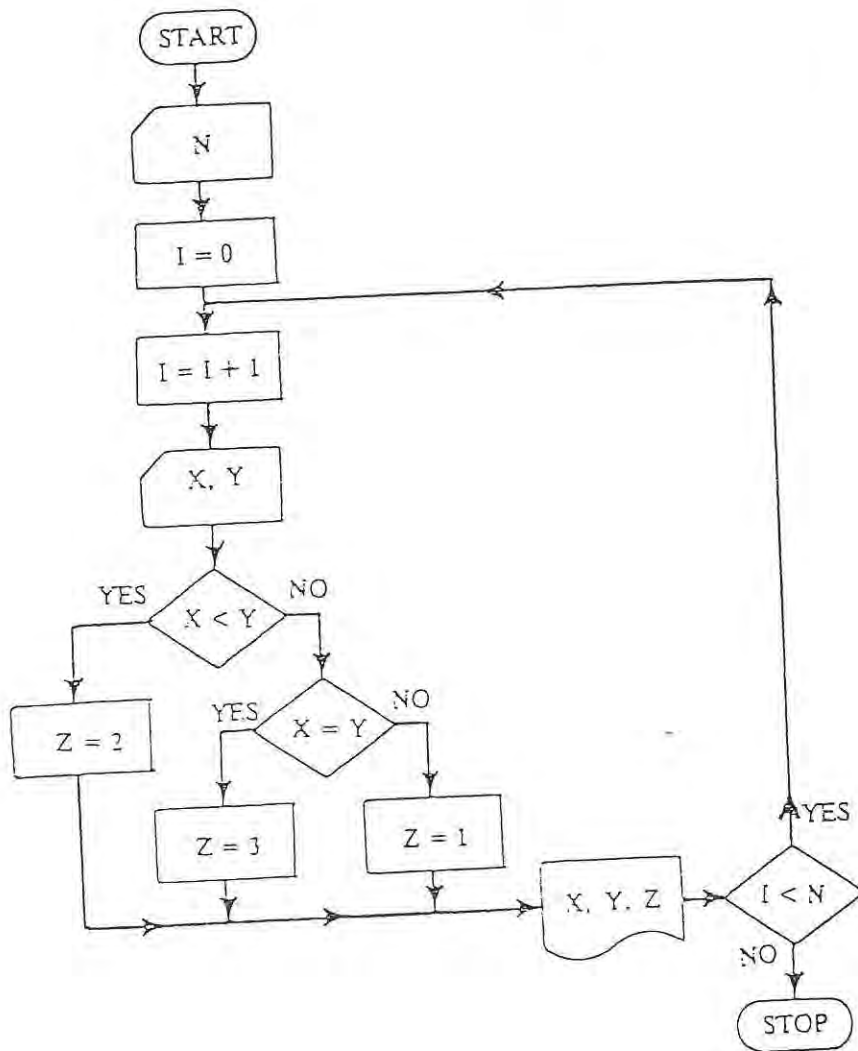 START
N
I = 0
I = I + 1
X, Y
YES
X < Y
NO
Z = 2
YES
X = Y
NO
Z = 3
Z = 1
X, Y, Z
I < N
YES
NO
STOP